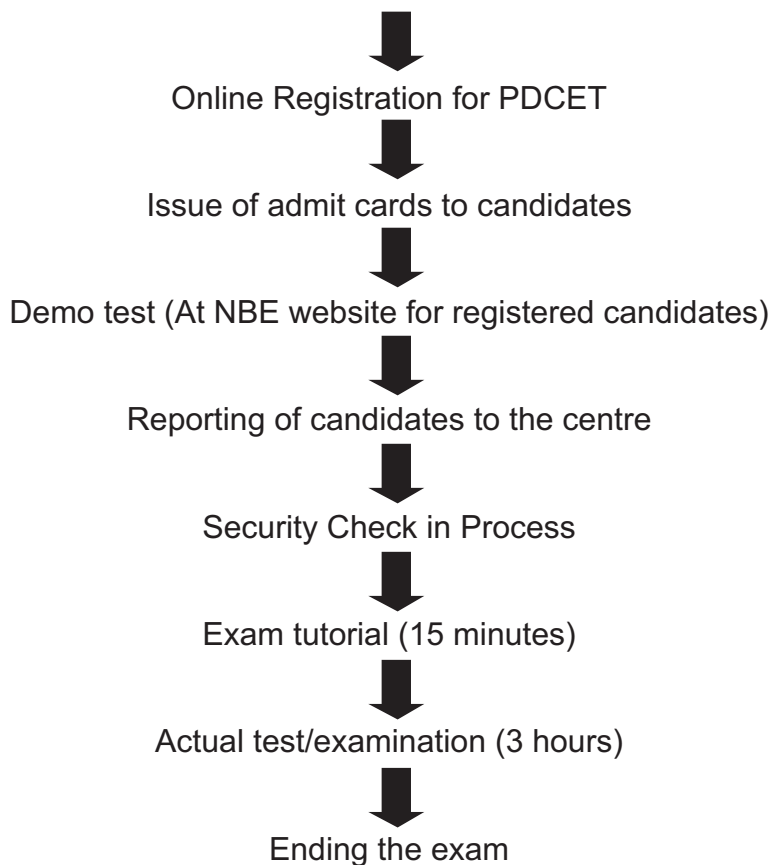 Online Registration for PDCET
Issue of admit cards to candidates
Demo test (At NBE website for registered candidates)
Reporting of candidates to the centre
Security Check in Process
Exam tutorial (15 minutes)
Actual test/examination (3 hours)
Ending the exam